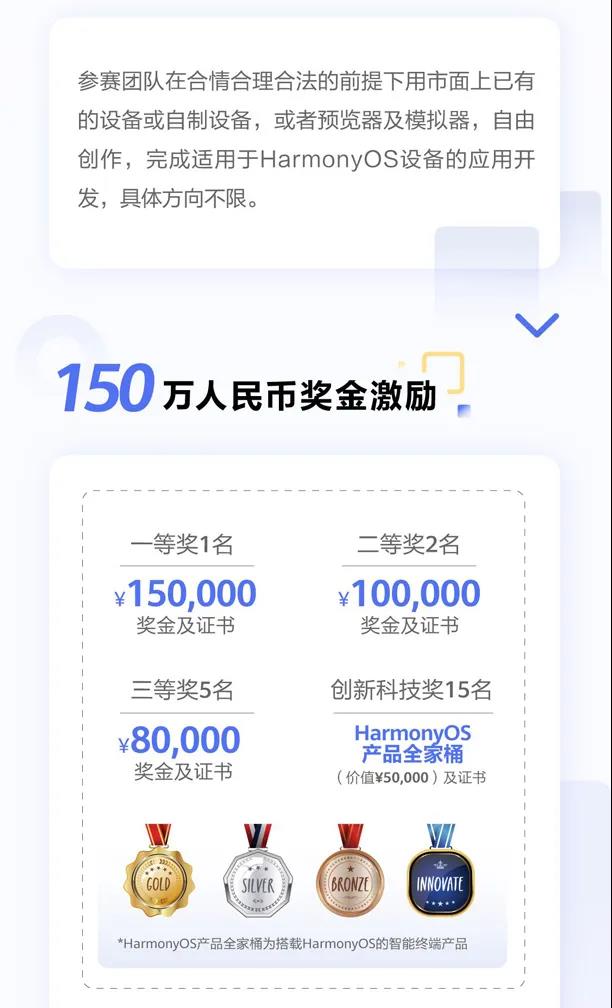 参赛团队在合情合理合法的前提下用市面上已有
的设备或自制设备，或者预览器及模拟器，自由
创作，完成适用于HarmonyOS设备的应用开
发，具体方向不限。
150万人民币奖金激励
一等奖1名
¥150,000
奖金及证书
二等奖2名
¥100,000
奖金及证书
三等奖5名
¥80,000
奖金及证书
创新科技奖15名
HarmonyOS
产品全家桶
（价值¥50,000）及证书
GOLD
SILVER
BRONZE
INNOVATE
*HarmonyOS产品全家桶为搭载HarmonyOS的智能终端产品